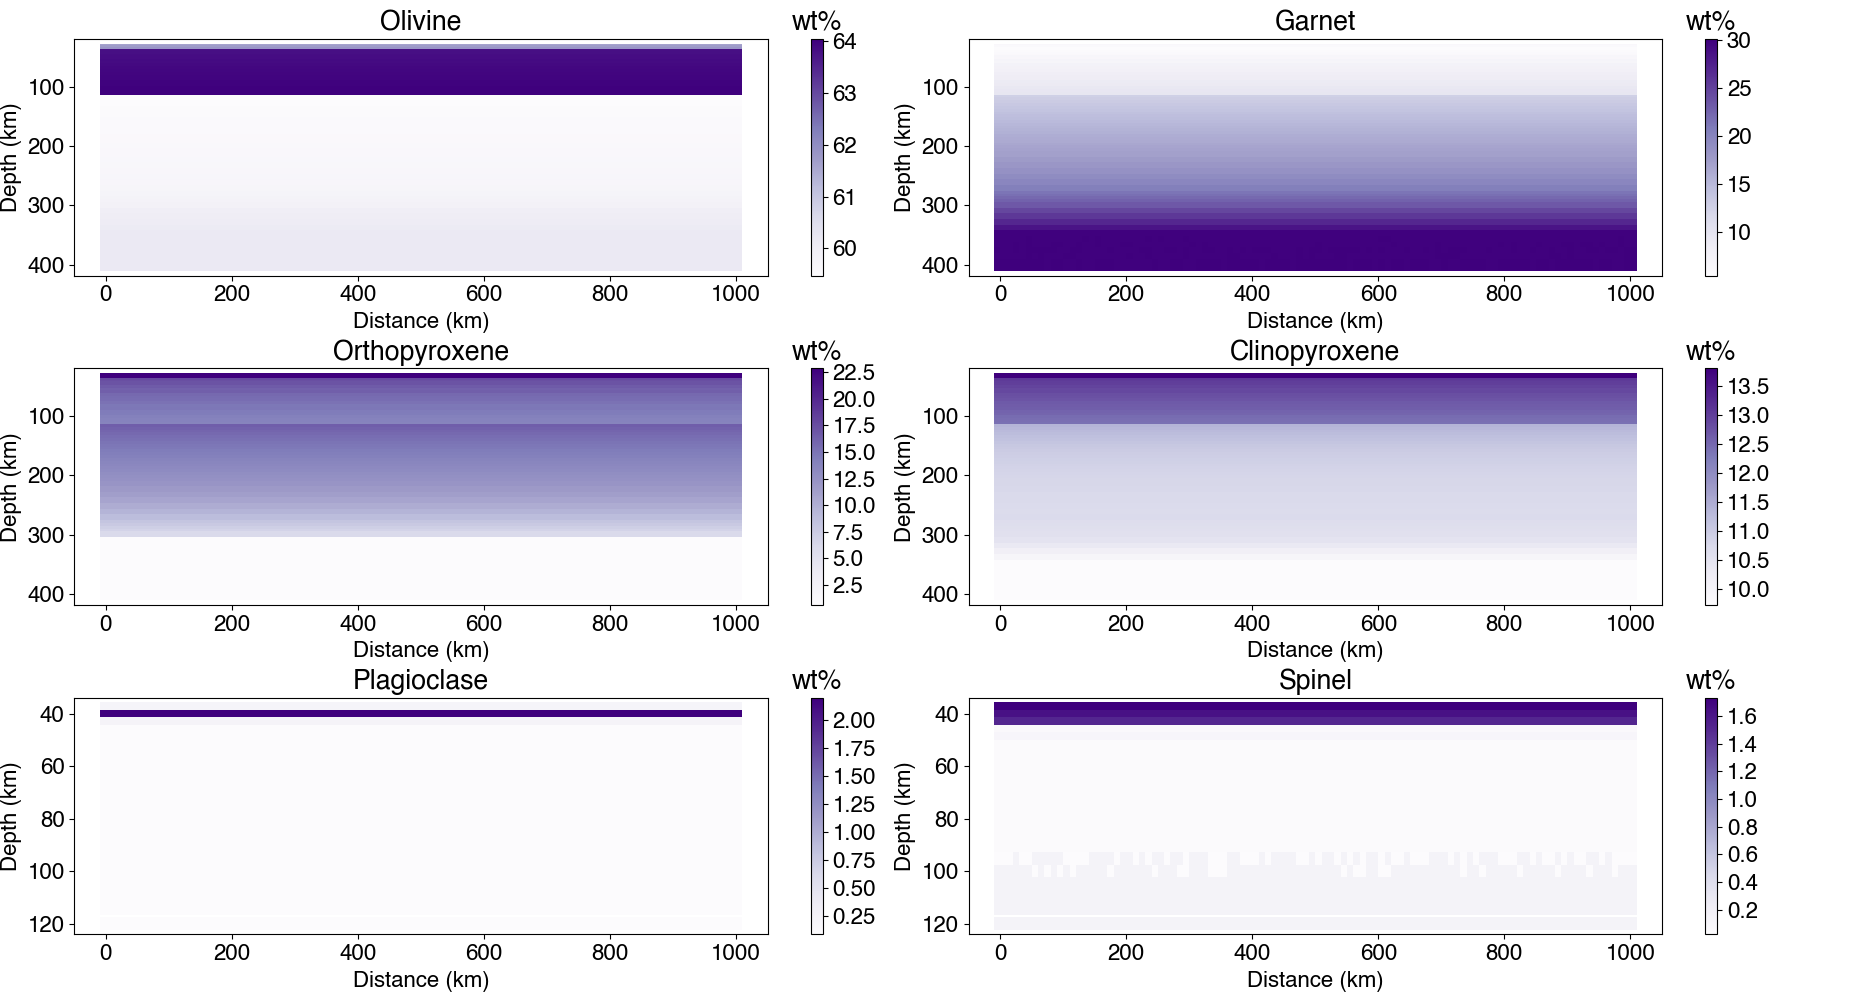 Olivine
wt%
Depth (km)
100
200
300
400
0 200 400 600 800 1000
Distance (km)
64
63
62
61
60
Garnet
wt%
Depth (km)
100
200
300
400
0 200 400 600 800 1000
Distance (km)
30
25
20
15
10
Orthopyroxene
wt%
Depth (km)
100
200
300
400
0 200 400 600 800 1000
Distance (km)
22.5
20.0
17.5
15.0
12.5
10.0
7.5
5.0
2.5
Clinopyroxene
wt%
Depth (km)
100
200
300
400
0 200 400 600 800 1000
Distance (km)
13.5
13.0
12.5
12.0
11.5
11.0
10.5
10.0
Plagioclase
wt%
Depth (km)
40
60
80
100
120
0 200 400 600 800 1000
Distance (km)
2.00
1.75
1.50
1.25
1.00
0.75
0.50
0.25
Spinel
wt%
Depth (km)
40
60
80
100
120
0 200 400 600 800 1000
Distance (km)
1.6
1.4
1.2
1.0
0.8
0.6
0.4
0.2